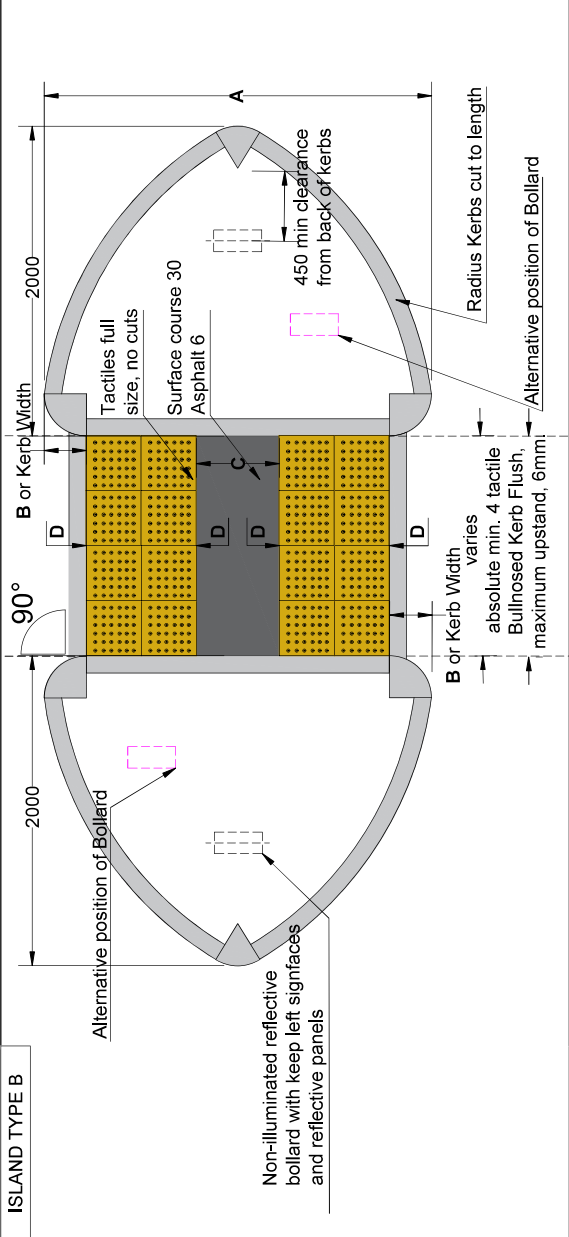 ISLAND TYPE B
2000
2000
90°
B or Kerb Width
A
D
D
D
D
C
Tactiles full
size, no cuts
Surface course 30
Asphalt 6
450 min clearance
from back of kerbs
Radius Kerbs cut to length
Alternative position of Bollard
Alternative position of Bollard
Non-illuminated reflective
bollard with keep left signfaces
and reflective panels
B or Kerb Width
varies
absolute min. 4 tactile
Bullnosed Kerb Flush,
maximum upstand, 6mm.